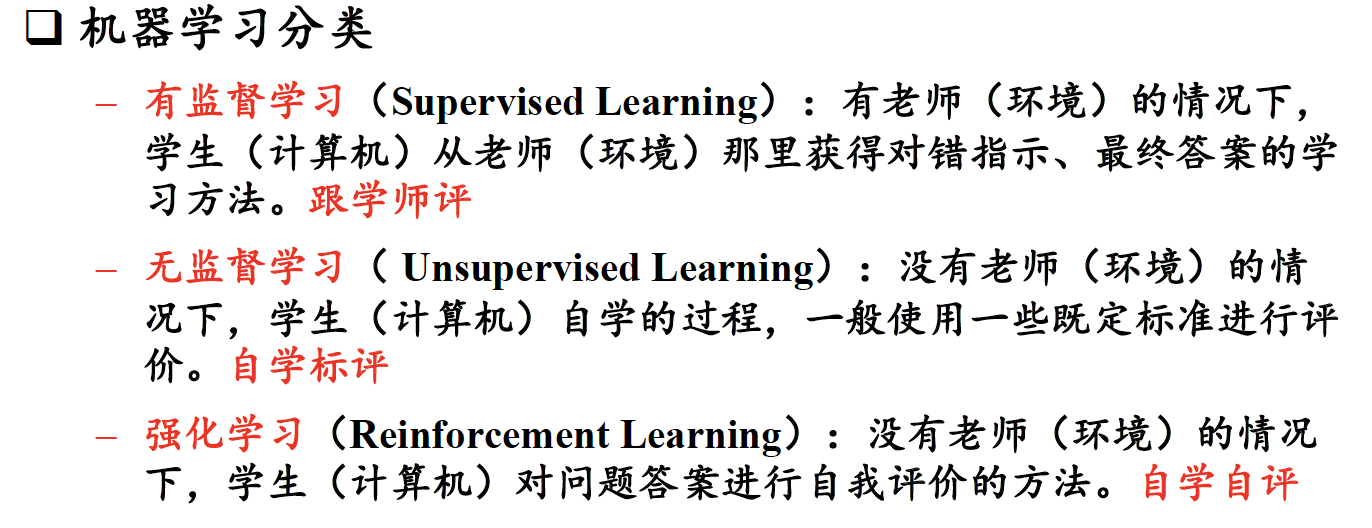 ❑ 机器学习分类
– 有监督学习（Supervised Learning）：有老师（环境）的情况下，
学生（计算机）从老师（环境）那里获得对错指示、最终答案的学
习方法。跟学师评
– 无监督学习（ Unsupervised Learning）：没有老师（环境）的情
况下，学生（计算机）自学的过程，一般使用一些既定标准进行评
价。自学标评
– 强化学习（Reinforcement Learning）：没有老师（环境）的情况
下，学生（计算机）对问题答案进行自我评价的方法。自学自评